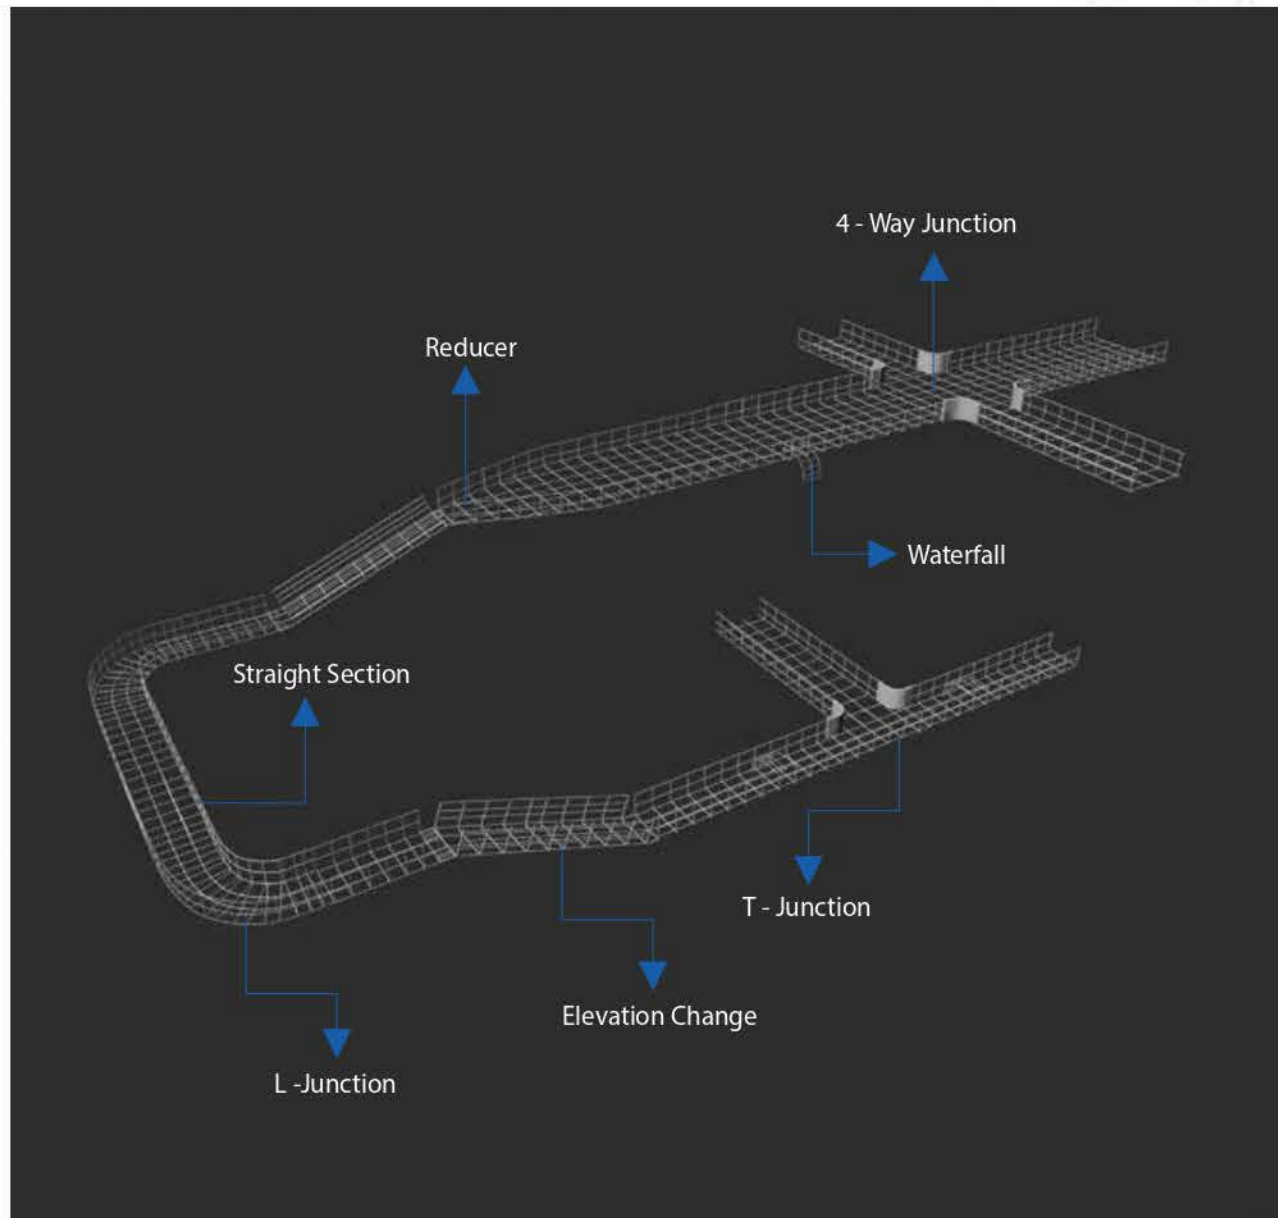 4 - Way Junction
Reducer
Waterfall
Straight Section
T - Junction
Elevation Change
L -Junction